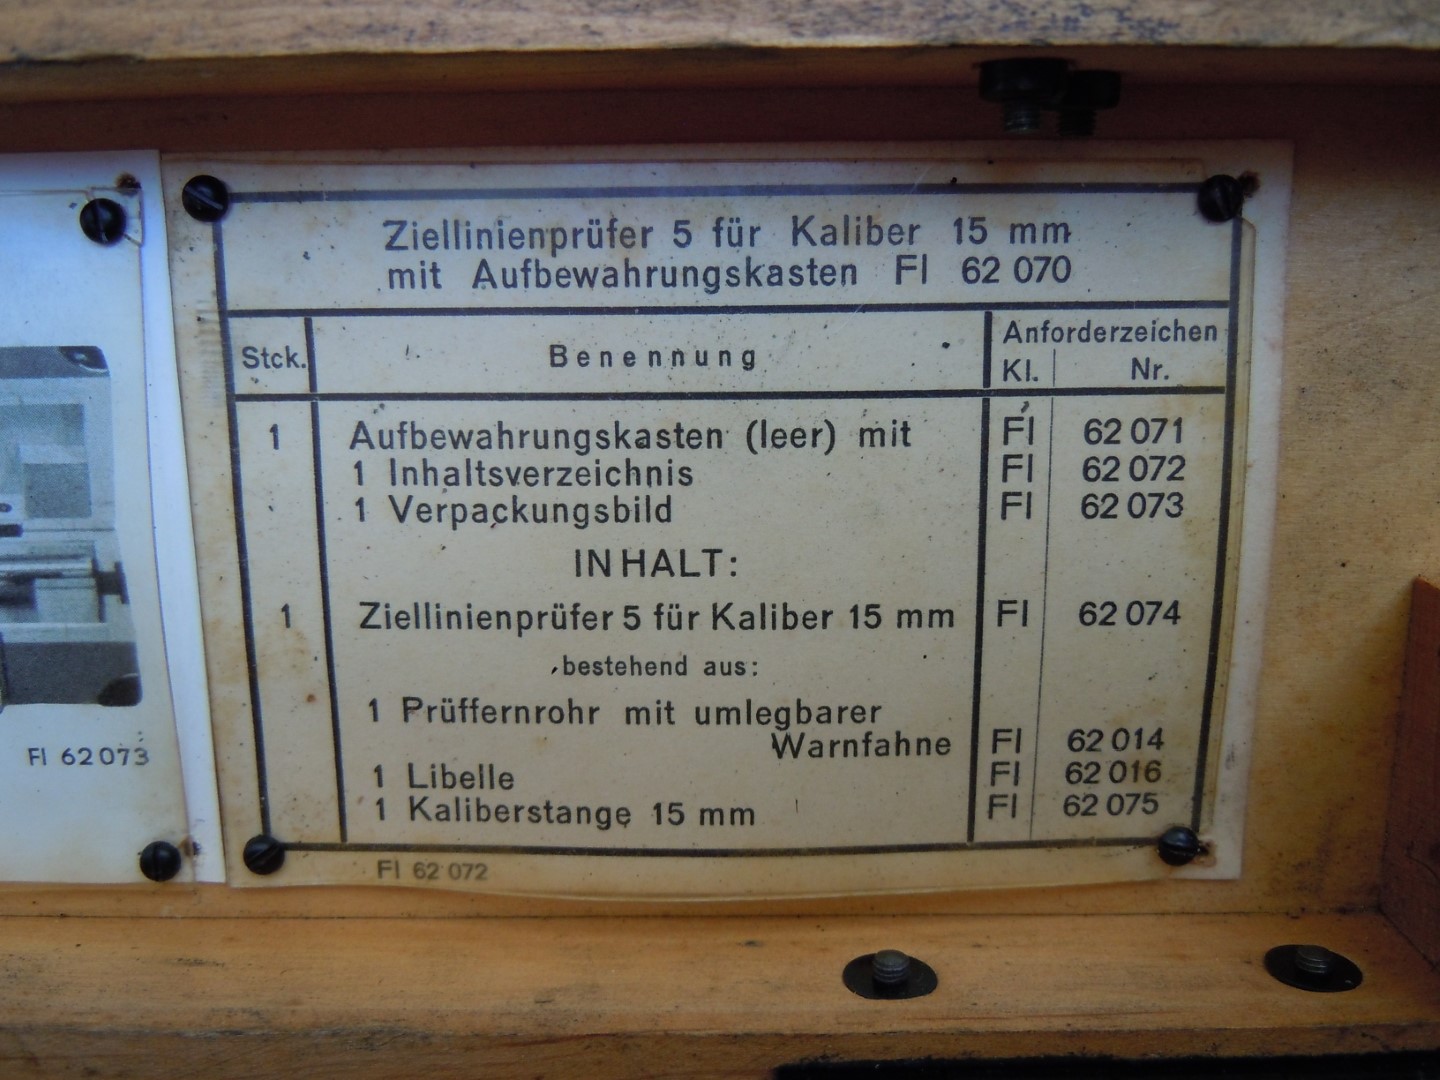 Ziellinienprüfer 5 für Kaliber 15 mm
mit Aufbewahrungskasten Fl 62 070
Stck. Benennung Anforderzeichen
Kl. Nr.
1 Aufbewahrungskasten (leer) mit Fl 62 071
1 Inhaltsverzeichnis Fl 62 072
1 Verpackungsbild Fl 62 073
INHALT:
1 Ziellinienprüfer 5 für Kaliber 15 mm Fl 62 074
bestehend aus:
1 Prüffernrohr mit umlegbarer
Warnfahne Fl 62 014
1 Libelle Fl 62 016
1 Kaliberstange 15 mm Fl 62 075
Fl 62 072
Fl 62 073